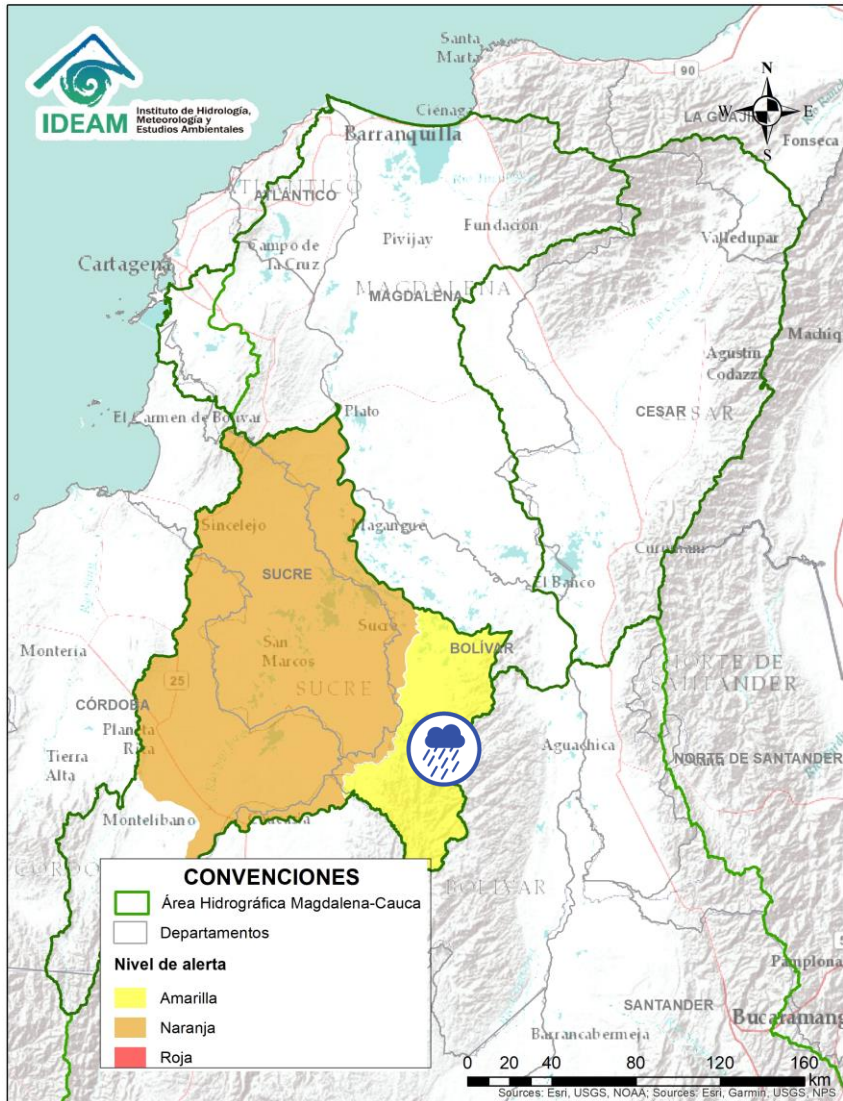 IDEAM
Instituto de Hidrología,
Meteorología y
Estudios Ambientales
Santa
Marta
90
N
W
E
S
LA GUAJIRA
Fonseca
Ciénaga
Barranquilla
ATLÁNTICO
Fundación
Pivijay
Valledupar
Campo de
la Cruz
Cartagena
MAGDALENA
MAGDALENA
Agustín
Codazzi
CESAR
CESAR
El Carmen de Bolívar
Plato
Sincelejo
Magangue
Curumaní
El Banco
SUCRE
Sucre
Montería
San
Marcos
BOLÍVAR
NORTE DE
SANTANDER
25
SUCRE
CÓRDOBA
Planeta
Rica
Aguachica
Tierra
Alta
NORTE DE SANTANDER
Montelíbano
BOLÍVAR
CONVENCIONES
Área Hidrográfica Magdalena-Cauca
Departamentos
Nivel de alerta
Amarilla
Naranja
Roja
Pamplona
SANTANDER
Barrancabermeja
0 20 40 80 120 160
km
Sources: Esri, USGS, NOAA; Sources: Esri, Garmin, USGS, NPS